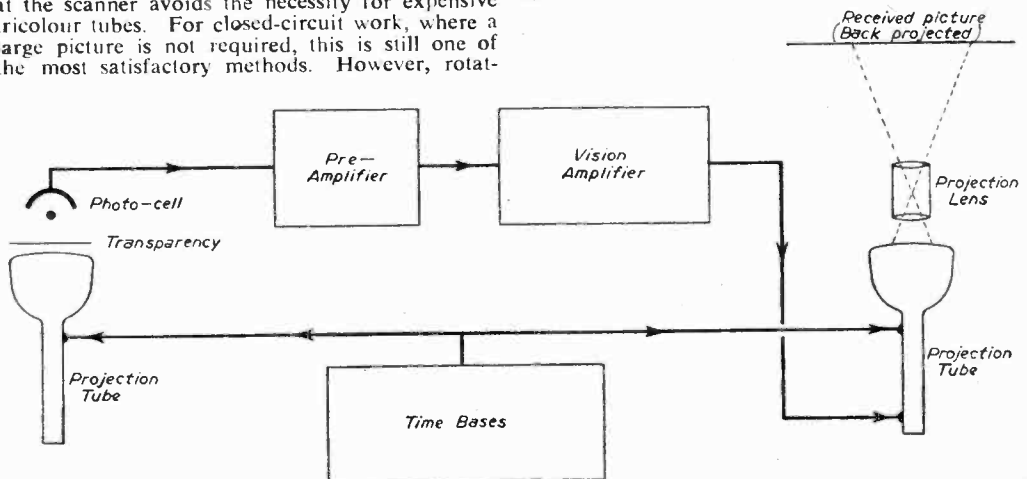 at the scanner avoids the necessity for expensive
tricolour tubes. For closed-circuit work, where a
large picture is not required, this is still one of
the most satisfactory methods. However, rotat-
Received picture
(Back projected)
Pre-
Amplifier
Vision
Amplifier
Projection
Lens
Photo-cell
Transparency
Projection
Tube
Projection
Tube
Time Bases